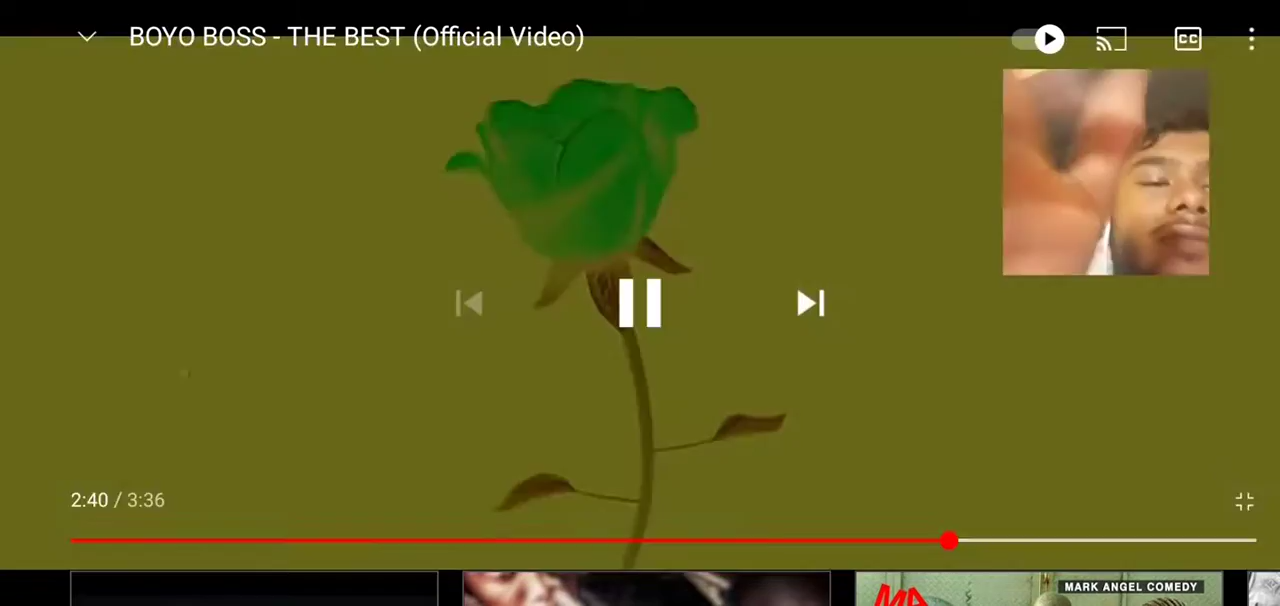 BOYO BOSS - THE BEST (Official Video)
CC
2:40 / 3:36
MARK ANGEL COMEDY